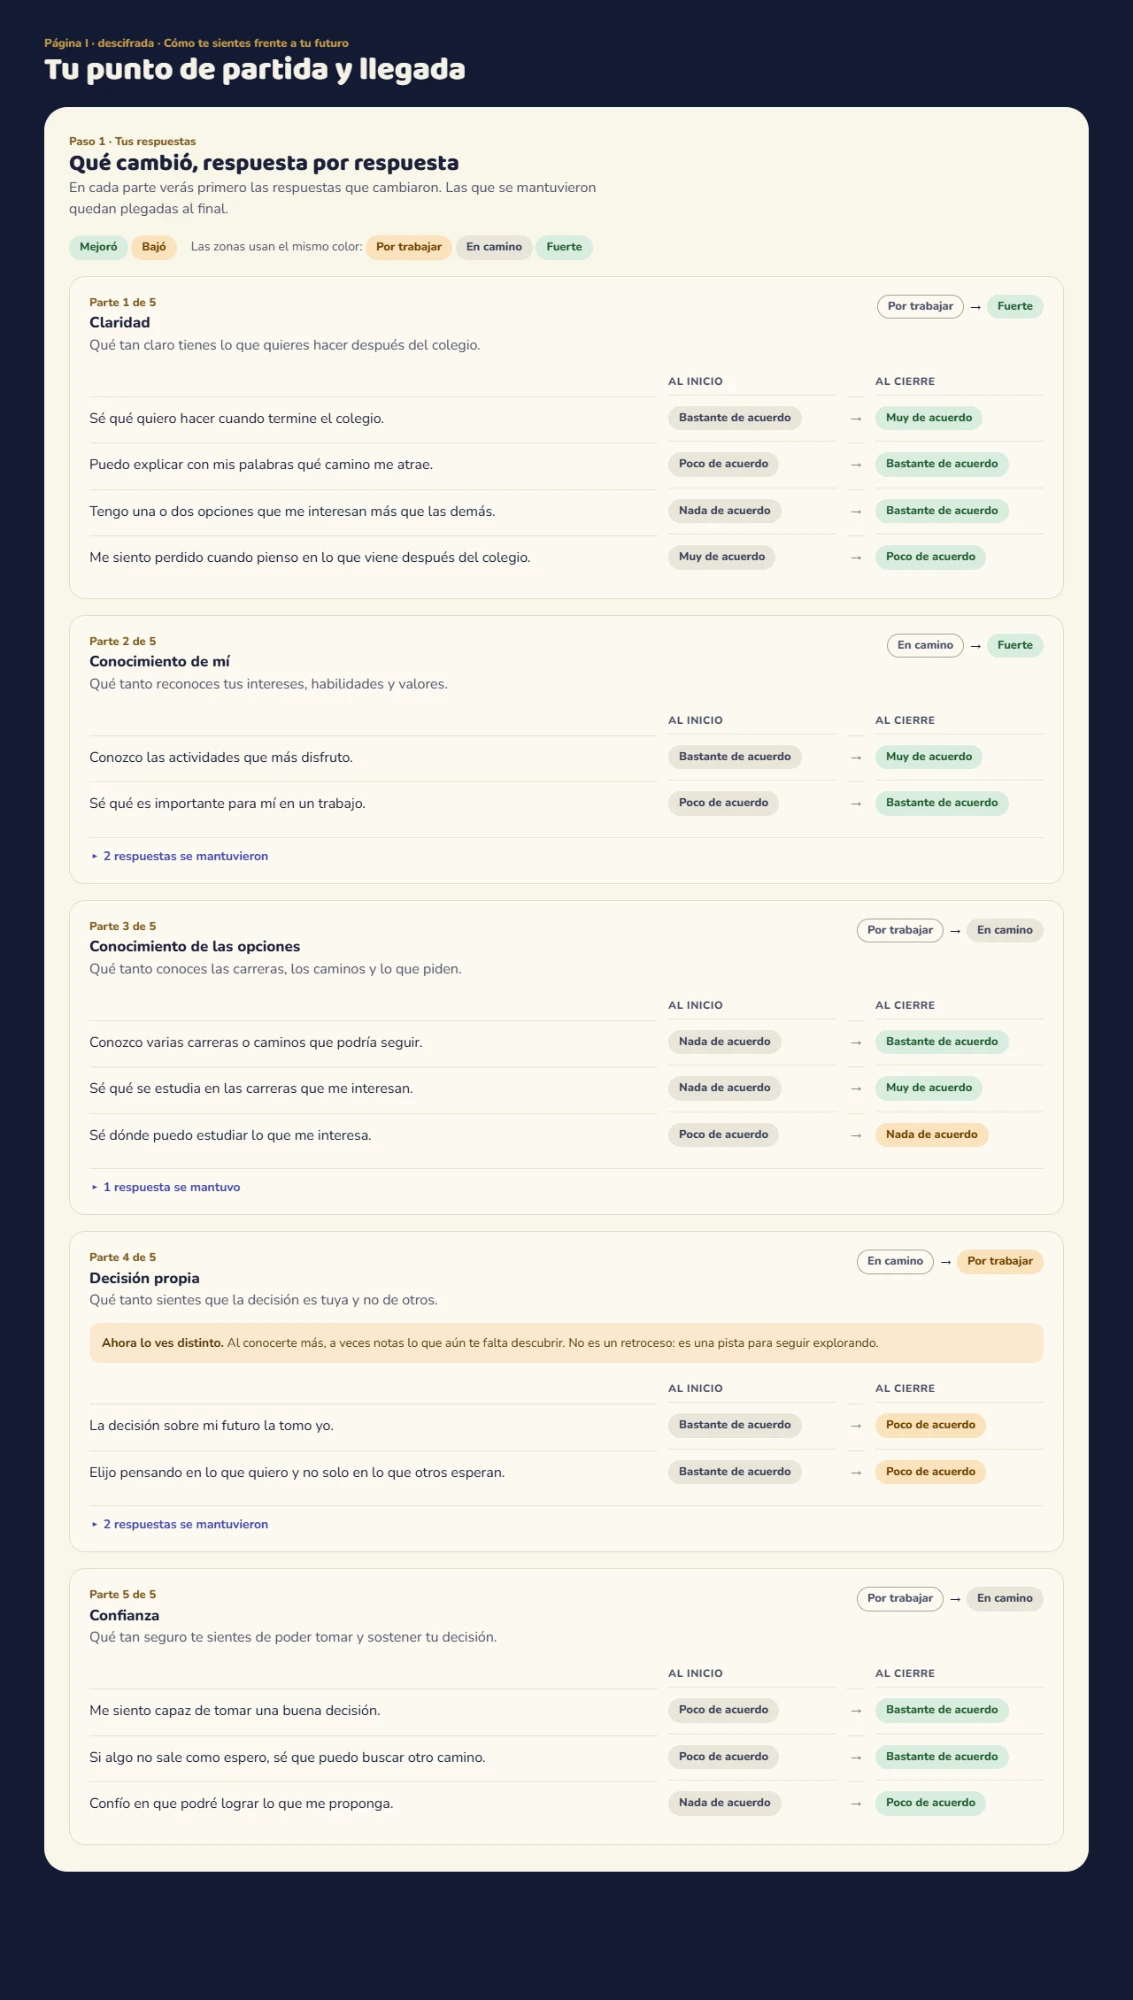 Página I · descifrada · Cómo te sientes frente a tu futuro
Tu punto de partida y llegada
Paso 1 · Tus respuestas
Qué cambió, respuesta por respuesta
En cada parte verás primero las respuestas que cambiaron. Las que se mantuvieron
quedan plegadas al final.
Mejoró Bajó Las zonas usan el mismo color: Por trabajar En camino Fuerte
Parte 1 de 5
Por trabajar → Fuerte
Claridad
Qué tan claro tienes lo que quieres hacer después del colegio.
AL INICIO AL CIERRE
Sé qué quiero hacer cuando termine el colegio. Bastante de acuerdo → Muy de acuerdo
Puedo explicar con mis palabras qué camino me atrae. Poco de acuerdo → Bastante de acuerdo
Tengo una o dos opciones que me interesan más que las demás. Nada de acuerdo → Bastante de acuerdo
Me siento perdido cuando pienso en lo que viene después del colegio. Muy de acuerdo → Poco de acuerdo
Parte 2 de 5
En camino → Fuerte
Conocimiento de mí
Qué tanto reconoces tus intereses, habilidades y valores.
AL INICIO AL CIERRE
Conozco las actividades que más disfruto. Bastante de acuerdo → Muy de acuerdo
Sé qué es importante para mí en un trabajo. Poco de acuerdo → Bastante de acuerdo
▸ 2 respuestas se mantuvieron
Parte 3 de 5
Por trabajar → En camino
Conocimiento de las opciones
Qué tanto conoces las carreras, los caminos y lo que piden.
AL INICIO AL CIERRE
Conozco varias carreras o caminos que podría seguir. Nada de acuerdo → Bastante de acuerdo
Sé qué se estudia en las carreras que me interesan. Nada de acuerdo → Muy de acuerdo
Sé dónde puedo estudiar lo que me interesa. Poco de acuerdo → Nada de acuerdo
▸ 1 respuesta se mantuvo
Parte 4 de 5
En camino → Por trabajar
Decisión propia
Qué tanto sientes que la decisión es tuya y no de otros.
Ahora lo ves distinto. Al conocerte más, a veces notas lo que aún te falta descubrir. No es un retroceso: es una pista para seguir explorando.
AL INICIO AL CIERRE
La decisión sobre mi futuro la tomo yo. Bastante de acuerdo → Poco de acuerdo
Elijo pensando en lo que quiero y no solo en lo que otros esperan. Bastante de acuerdo → Poco de acuerdo
▸ 2 respuestas se mantuvieron
Parte 5 de 5
Por trabajar → En camino
Confianza
Qué tan seguro te sientes de poder tomar y sostener tu decisión.
AL INICIO AL CIERRE
Me siento capaz de tomar una buena decisión. Poco de acuerdo → Bastante de acuerdo
Si algo no sale como espero, sé que puedo buscar otro camino. Poco de acuerdo → Bastante de acuerdo
Confío en que podré lograr lo que me proponga. Nada de acuerdo → Poco de acuerdo